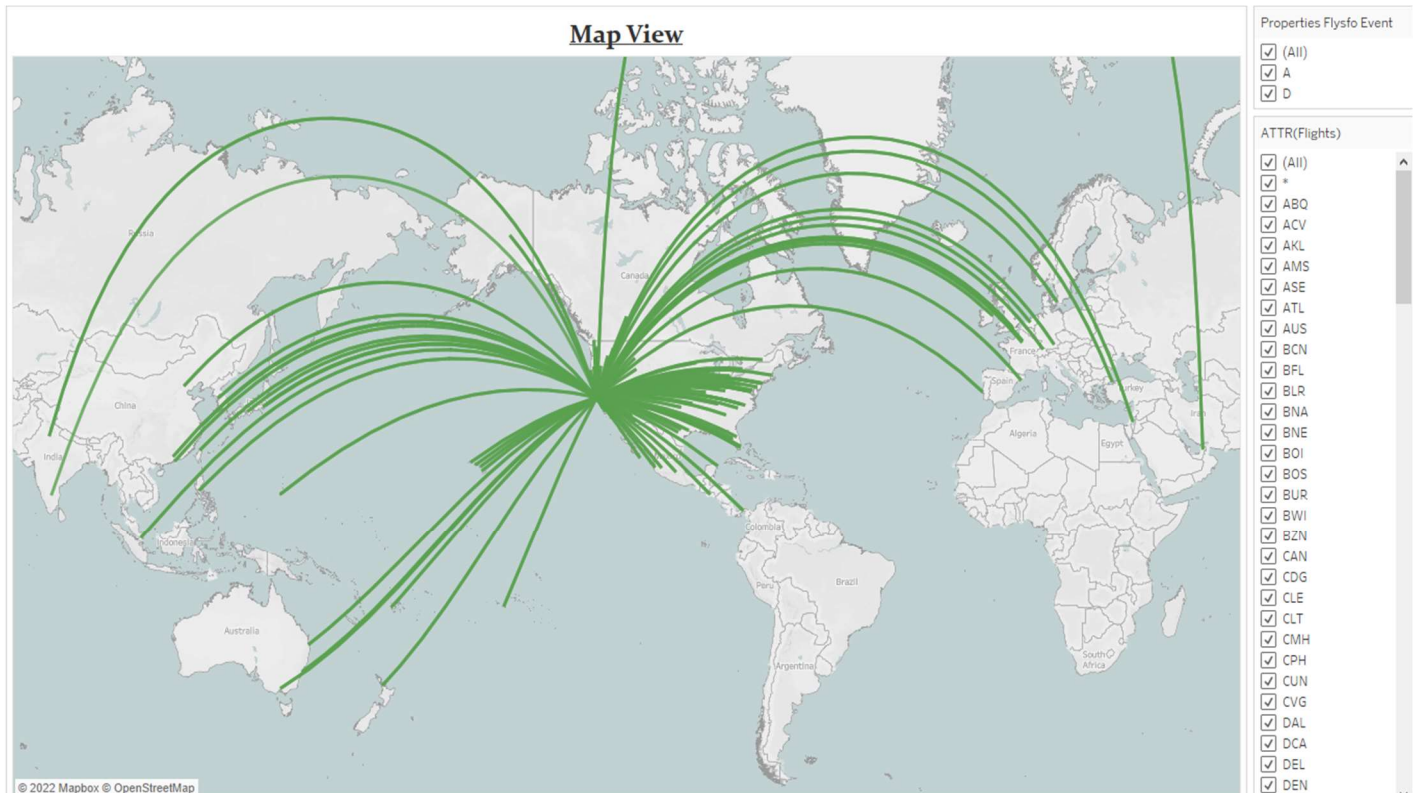 Map View
Properties Flysfo Event
(All)
A
D
ATTR(Flights)
(All)
*
ABQ
ACV
AKL
AMS
ASE
ATL
AUS
BCN
BFL
BLR
BNA
BNE
BOI
BOS
BUR
BWI
BZN
CAN
CDG
CLE
CLT
CMH
CPH
CUN
CVG
DAL
DCA
DEL
DEN
Russia
Canada
China
India
Indonesia
Australia
France
Spain
Turkey
Iran
Algeria
Egypt
Colombia
Peru
Brazil
Argentina
South
Africa
© 2022 Mapbox © OpenStreetMap